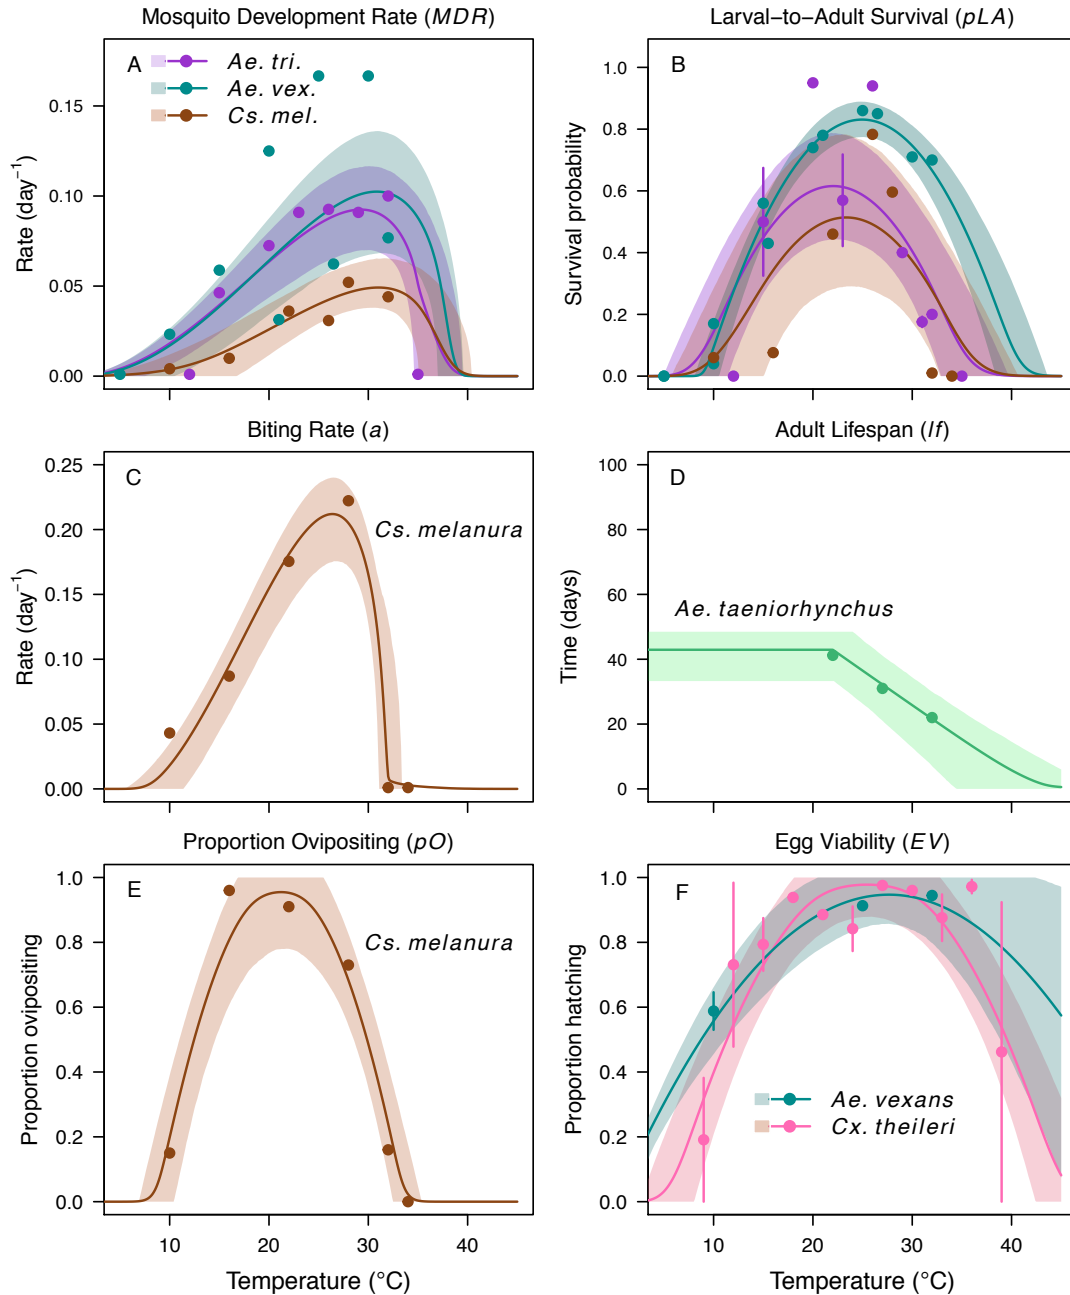 Mosquito Development Rate (MDR)
A
Ae. tri.
Ae. vex.
Cs. mel.
Rate (day−1)
0.15
0.10
0.05
0.00
Larval−to−Adult Survival (pLA)
B
Survival probability
1.0
0.8
0.6
0.4
0.2
0.0
Biting Rate (a)
C
Cs. melanura
Rate (day−1)
0.25
0.20
0.15
0.10
0.05
0.00
Adult Lifespan (lf)
D
Ae. taeniorhynchus
Time (days)
100
80
60
40
20
0
Proportion Ovipositing (pO)
E
Cs. melanura
Proportion ovipositing
1.0
0.8
0.6
0.4
0.2
0.0
10 20 30 40
Temperature (°C)
Egg Viability (EV)
F
Ae. vexans
Cx. theileri
Proportion hatching
1.0
0.8
0.6
0.4
0.2
0.0
10 20 30 40
Temperature (°C)